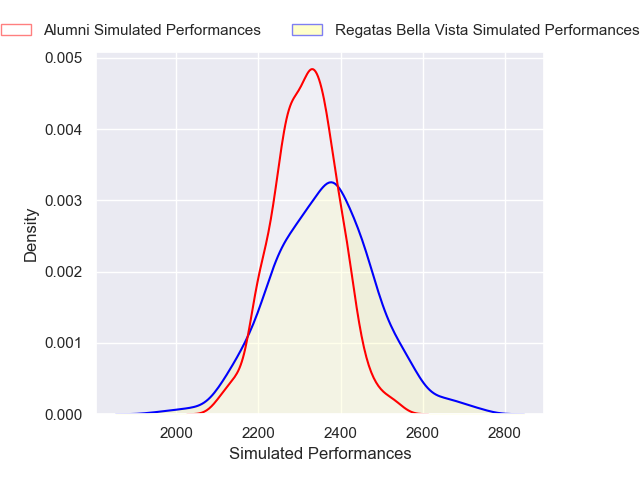 Alumni Simulated Performances
Regatas Bella Vista Simulated Performances
0.005
0.004
0.003
0.002
0.001
0.000
Density
2000
2200
2400
2600
2800
Simulated Performances